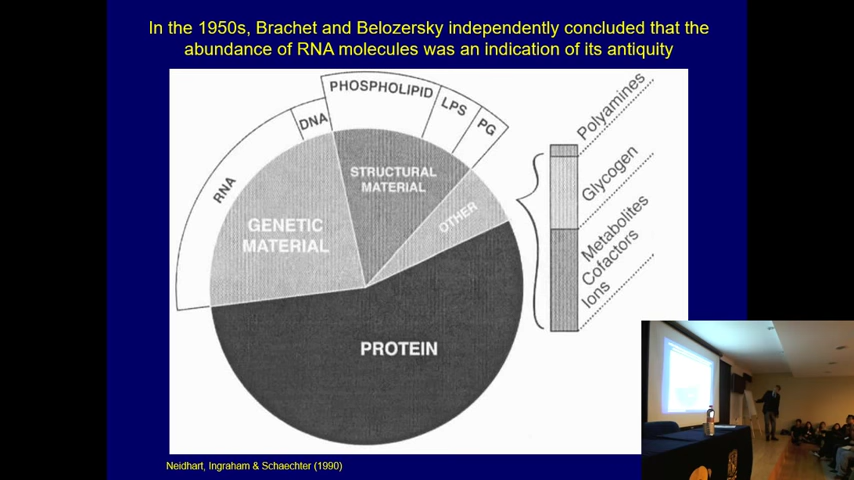 In the 1950s, Brachet and Belozersky independently concluded that the
abundance of RNA molecules was an indication of its antiquity
PHOSPHOLIPID
LPS
PG
DNA
RNA
STRUCTURAL
MATERIAL
GENETIC
MATERIAL
OTHER
PROTEIN
Polyamines
Glycogen
Metabolites
Cofactors
Ions
Neidhart, Ingraham & Schaechter (1990)